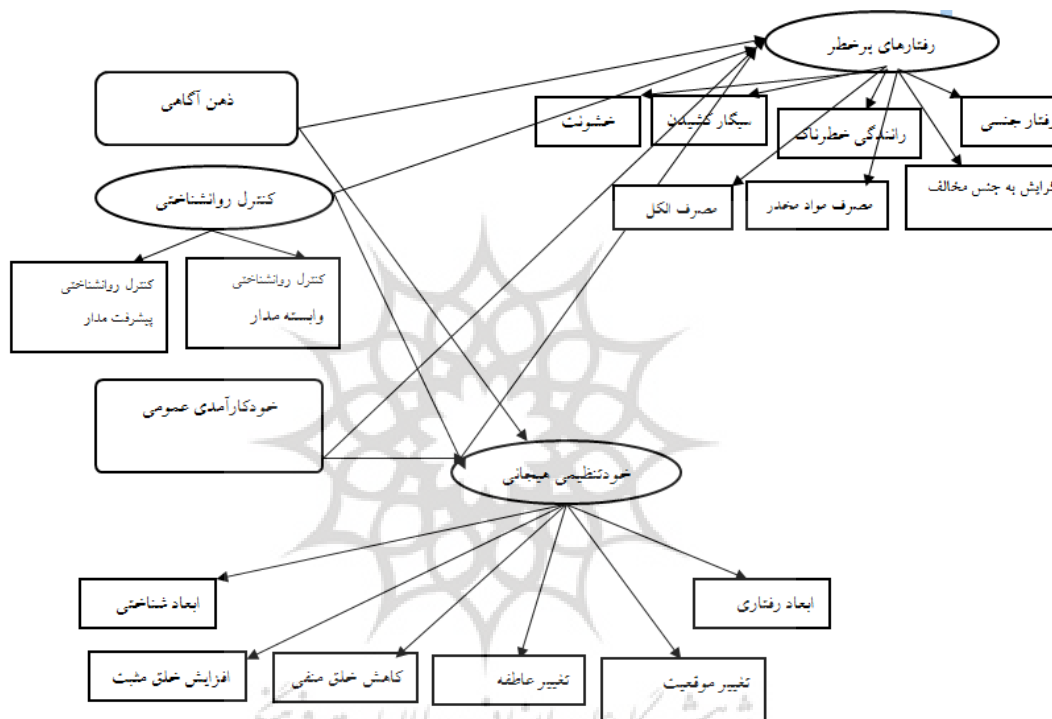 رفتارهای پرخطر
ذهن آگاهی
رفتار جنسی
رانندگی خطرناک
سیگار کشیدن
خشونت
گرایش به جنس مخالف
مصرف مواد مخدر
مصرف الکل
کنترل روانشناختی
کنترل روانشناختی
وابسته مدار
کنترل روانشناختی
پیشرفت مدار
خودکارآمدی عمومی
خودتنظیمی هیجانی
ابعاد رفتاری
ابعاد شناختی
تغییر موقعیت
تغییر عاطفه
کاهش خلق منفی
افزایش خلق مثبت